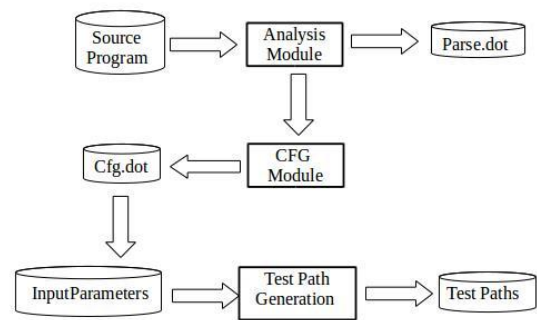 Source
Program
Analysis
Module
Parse.dot
Cfg.dot
CFG
Module
InputParameters
Test Path
Generation
Test Paths